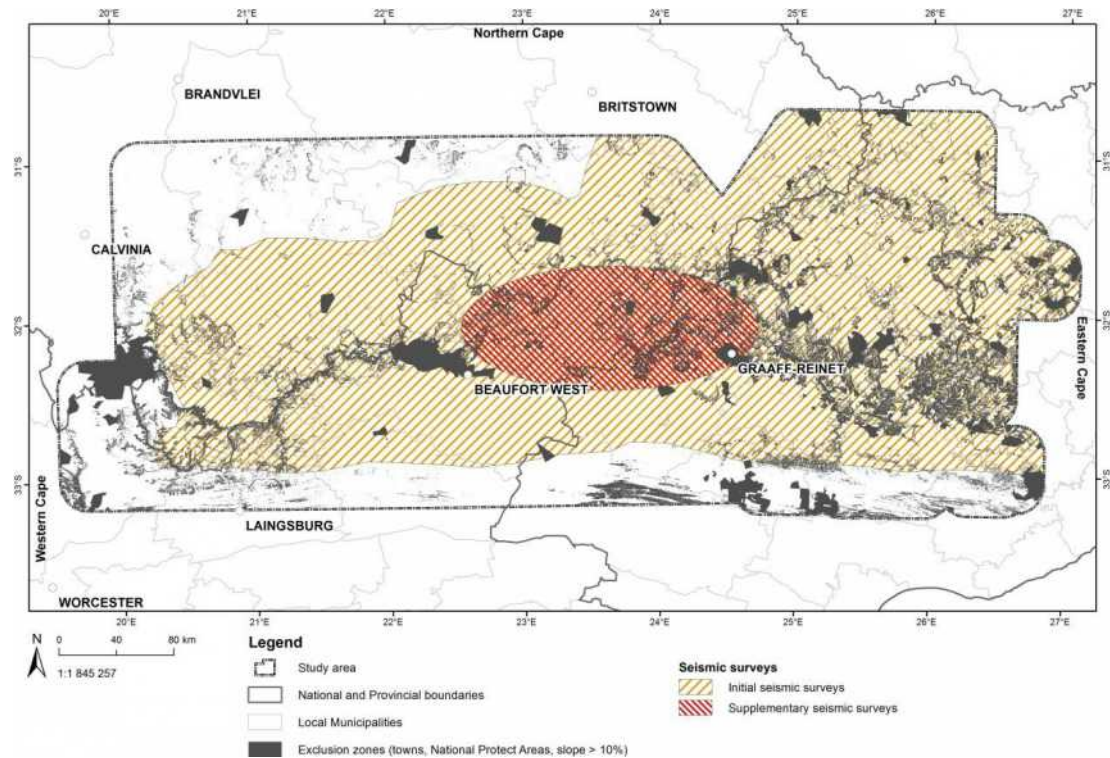 20°E 21°E 22°E 23°E 24°E 25°E 26°E 27°E
Northern Cape
BRANDVLEI
BRITSTOWN
31°S 31°S
CALVINIA
32°S 32°S
GRAAFF-REINET
BEAUFORT WEST
Eastern Cape
33°S 33°S
Western Cape
LAINGSBURG
WORCESTER
20°E 21°E 22°E 23°E 24°E 25°E 26°E 27°E
N
0 40 80 km
1:1 845 257
Legend
Study area
National and Provincial boundaries
Local Municipalities
Exclusion zones (towns, National Protect Areas, slope > 10%)
Seismic surveys
Initial seismic surveys
Supplementary seismic surveys